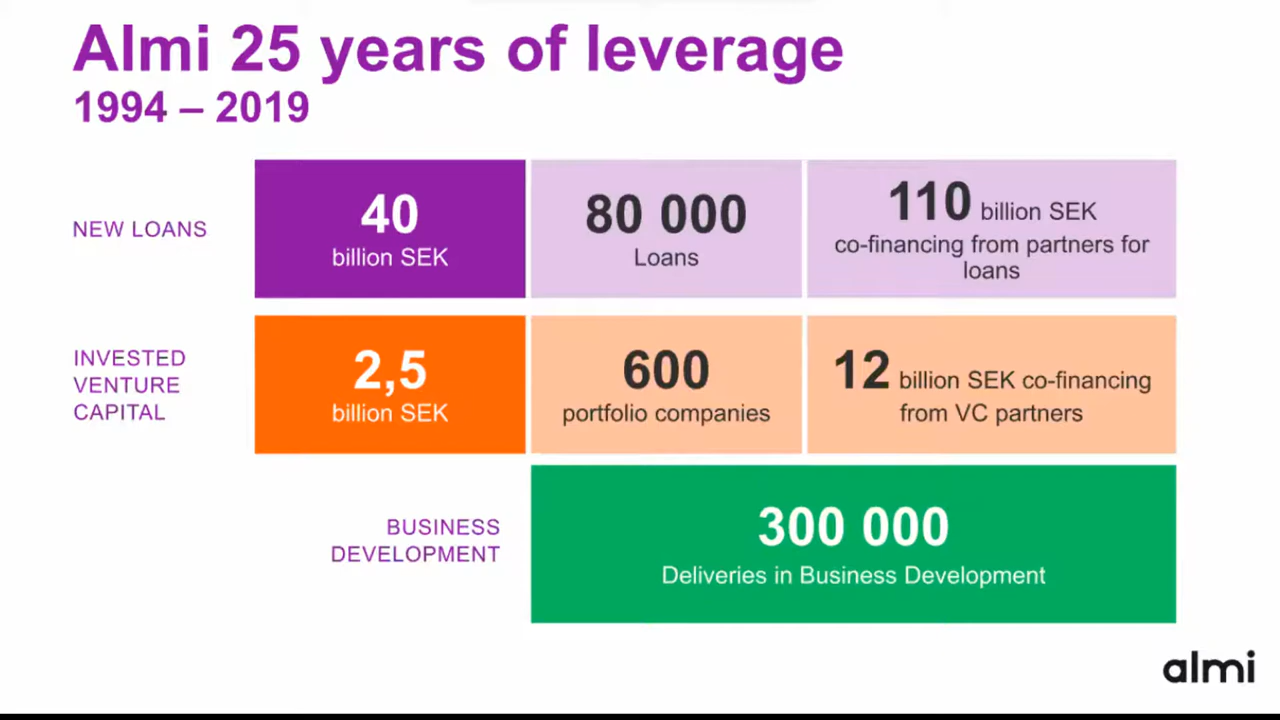 Almi 25 years of leverage
1994 – 2019
NEW LOANS
40
billion SEK
80 000
Loans
110 billion SEK
co-financing from partners for
loans
INVESTED
VENTURE
CAPITAL
2,5
billion SEK
600
portfolio companies
12 billion SEK co-financing
from VC partners
BUSINESS
DEVELOPMENT
300 000
Deliveries in Business Development
almi